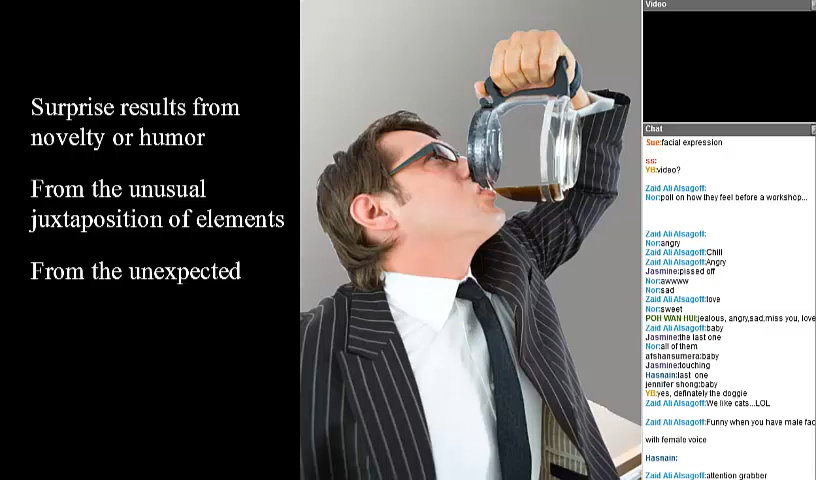 Surprise results from
novelty or humor
From the unusual
juxtaposition of elements
From the unexpected
Video
Chat
Sue:facial expression
ss:
YB:video?
Zaid Ali Alsagoff:
Nor:poll on how they feel before a workshop...
Zaid Ali Alsagoff:
Nor:angry
Zaid Ali Alsagoff:Chill
Zaid Ali Alsagoff:Angry
Jasmine:pissed off
Nor:awwww
Nor:sad
Zaid Ali Alsagoff:love
Nor:sweet
POH WAN HUI:jealous, angry,sad,miss you, love
Zaid Ali Alsagoff:baby
Jasmine:the last one
Nor:all of them
afshansumera:baby
Jasmine:touching
Hasnain:last one
jennifer shong:baby
YB:yes, definately the doggie
Zaid Ali Alsagoff:We like cats...LOL
Zaid Ali Alsagoff:Funny when you have male fac
with female voice
Hasnain:
Zaid Ali Alsagoff:attention grabber